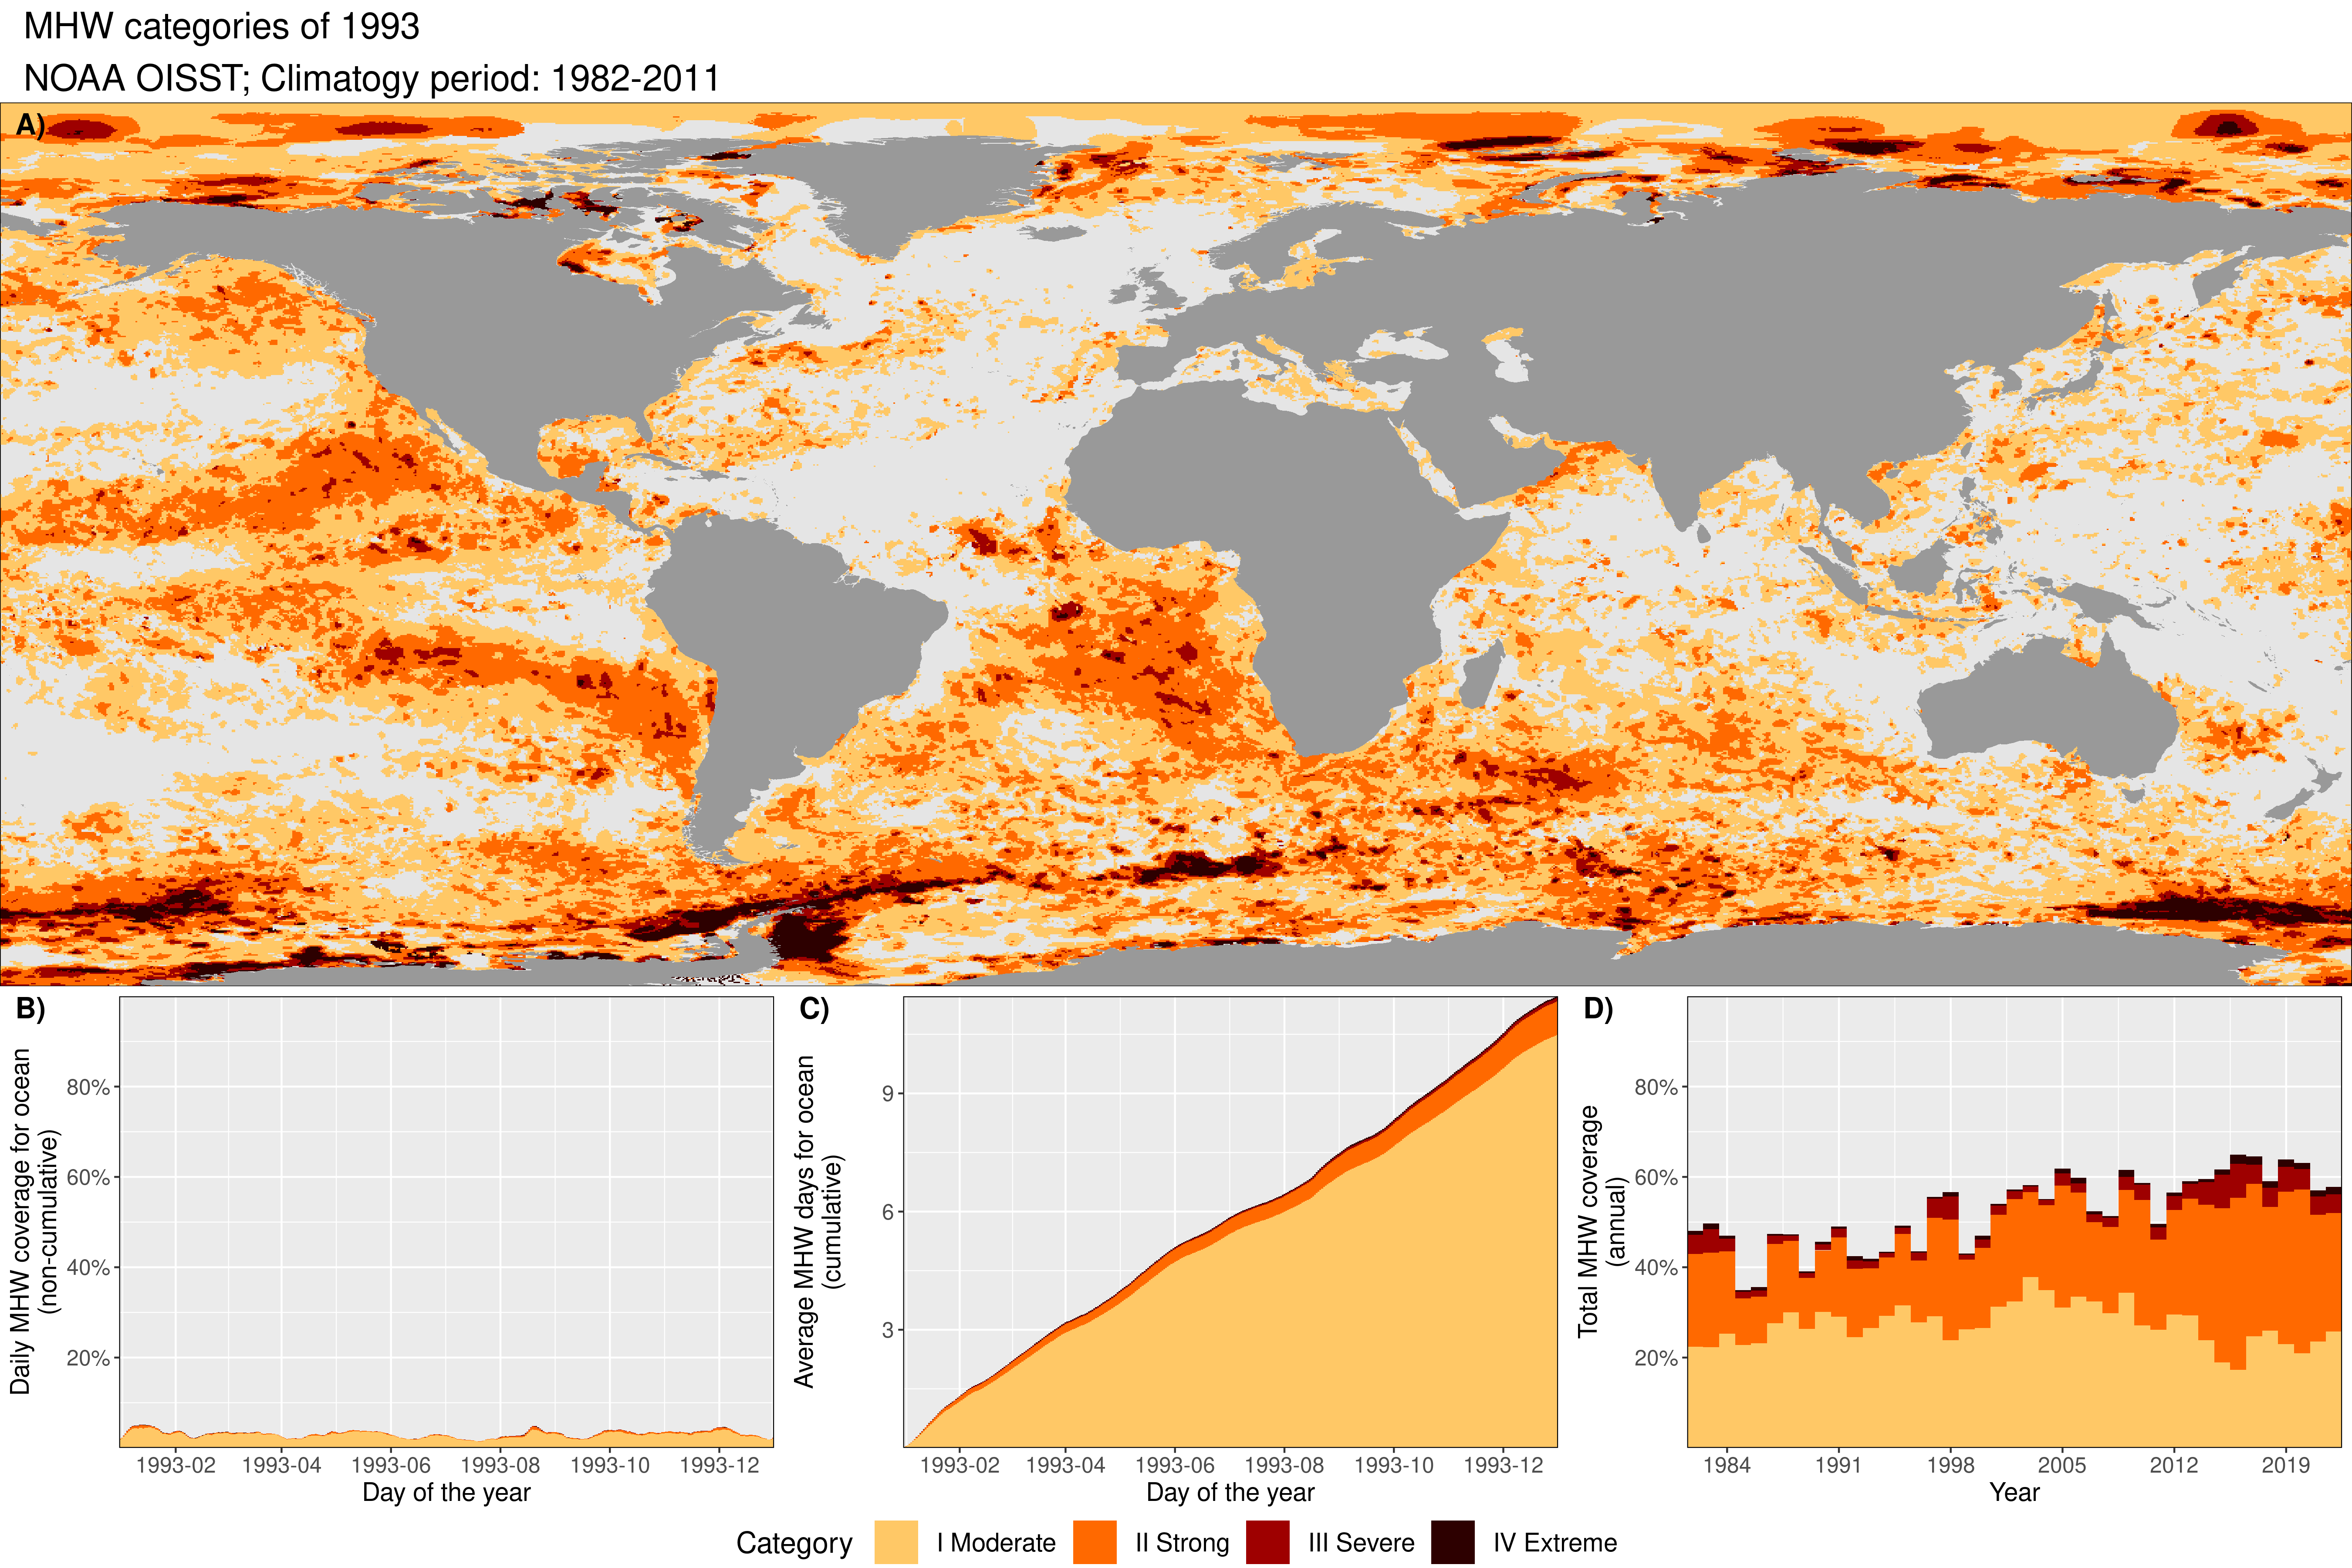 MHW categories of 1993
NOAA OISST; Climatogy period: 1982-2011
A)
B)
Daily MHW coverage for ocean
(non-cumulative)
80%
60%
40%
20%
1993-02 1993-04 1993-06 1993-08 1993-10 1993-12
Day of the year
C)
Average MHW days for ocean
(cumulative)
9
6
3
1993-02 1993-04 1993-06 1993-08 1993-10 1993-12
Day of the year
D)
Total MHW coverage
(annual)
80%
60%
40%
20%
1984 1991 1998 2005 2012 2019
Year
Category I Moderate II Strong III Severe IV Extreme